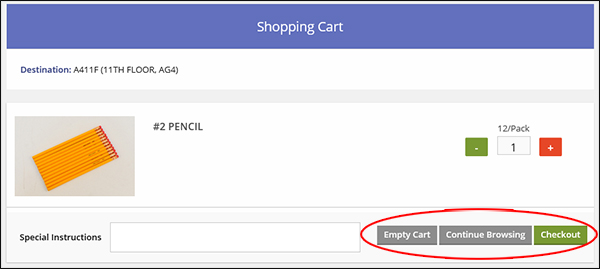 Shopping Cart
Destination: A411F (11TH FLOOR, AG4)
#2 PENCIL
12/Pack
- 1 +
Special Instructions Empty Cart Continue Browsing Checkout